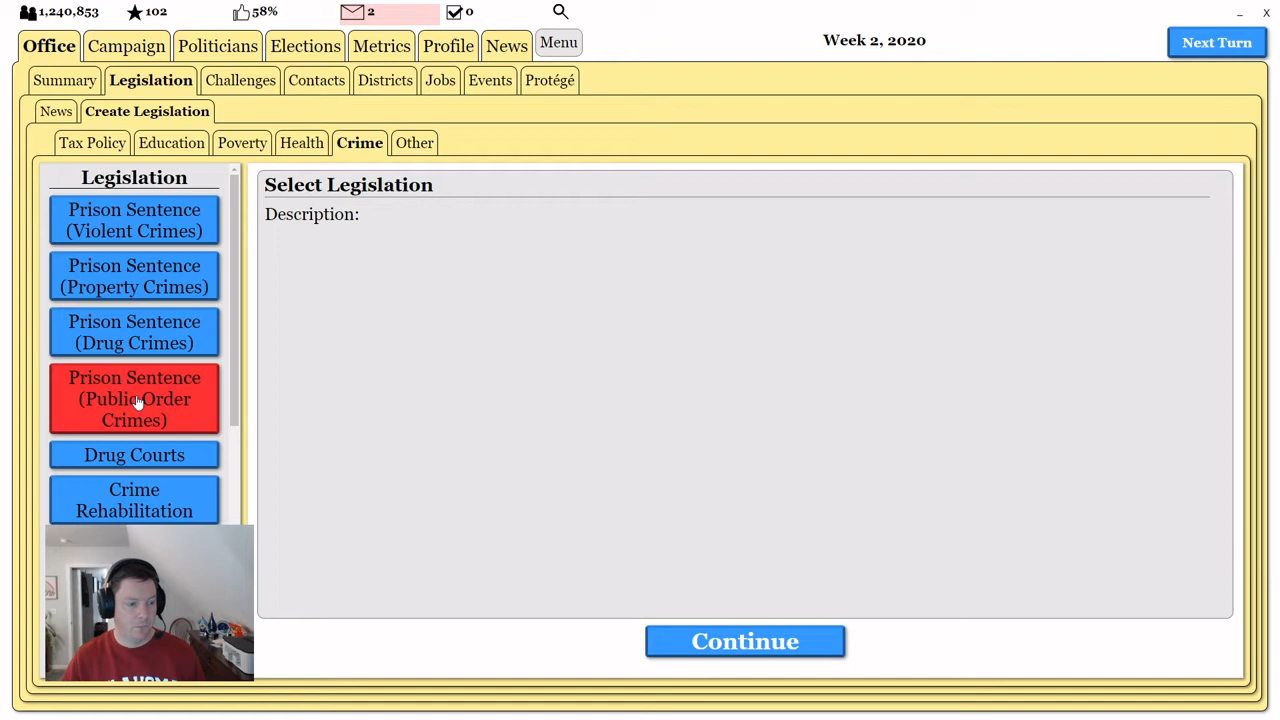 1,240,853 102 58% 2 0
_ X
Office Campaign Politicians Elections Metrics Profile News Menu
Week 2, 2020
Next Turn
Summary Legislation Challenges Contacts Districts Jobs Events Protégé
News Create Legislation
Tax Policy Education Poverty Health Crime Other
Legislation
Prison Sentence
(Violent Crimes)
Prison Sentence
(Property Crimes)
Prison Sentence
(Drug Crimes)
Prison Sentence
(Public Order
Crimes)
Drug Courts
Crime
Rehabilitation
Select Legislation
Description:
Continue